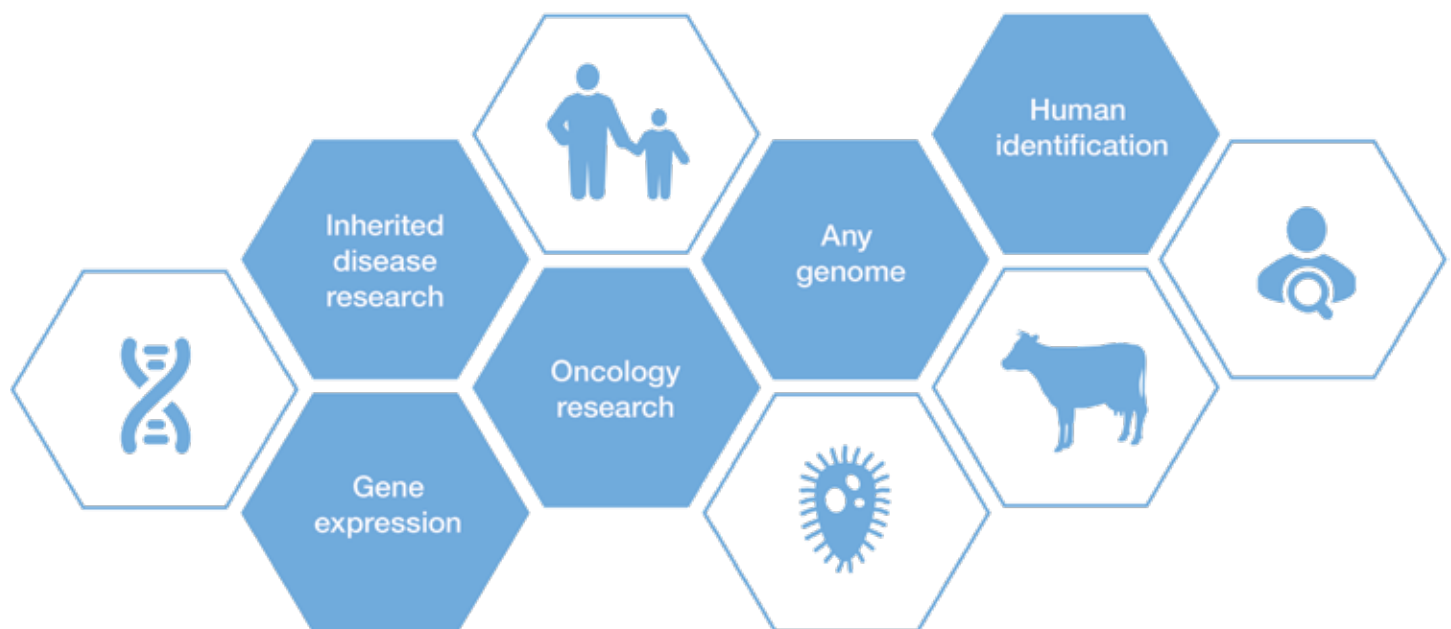 Human
identification
Inherited
disease
research
Any
genome
Oncology
research
Gene
expression